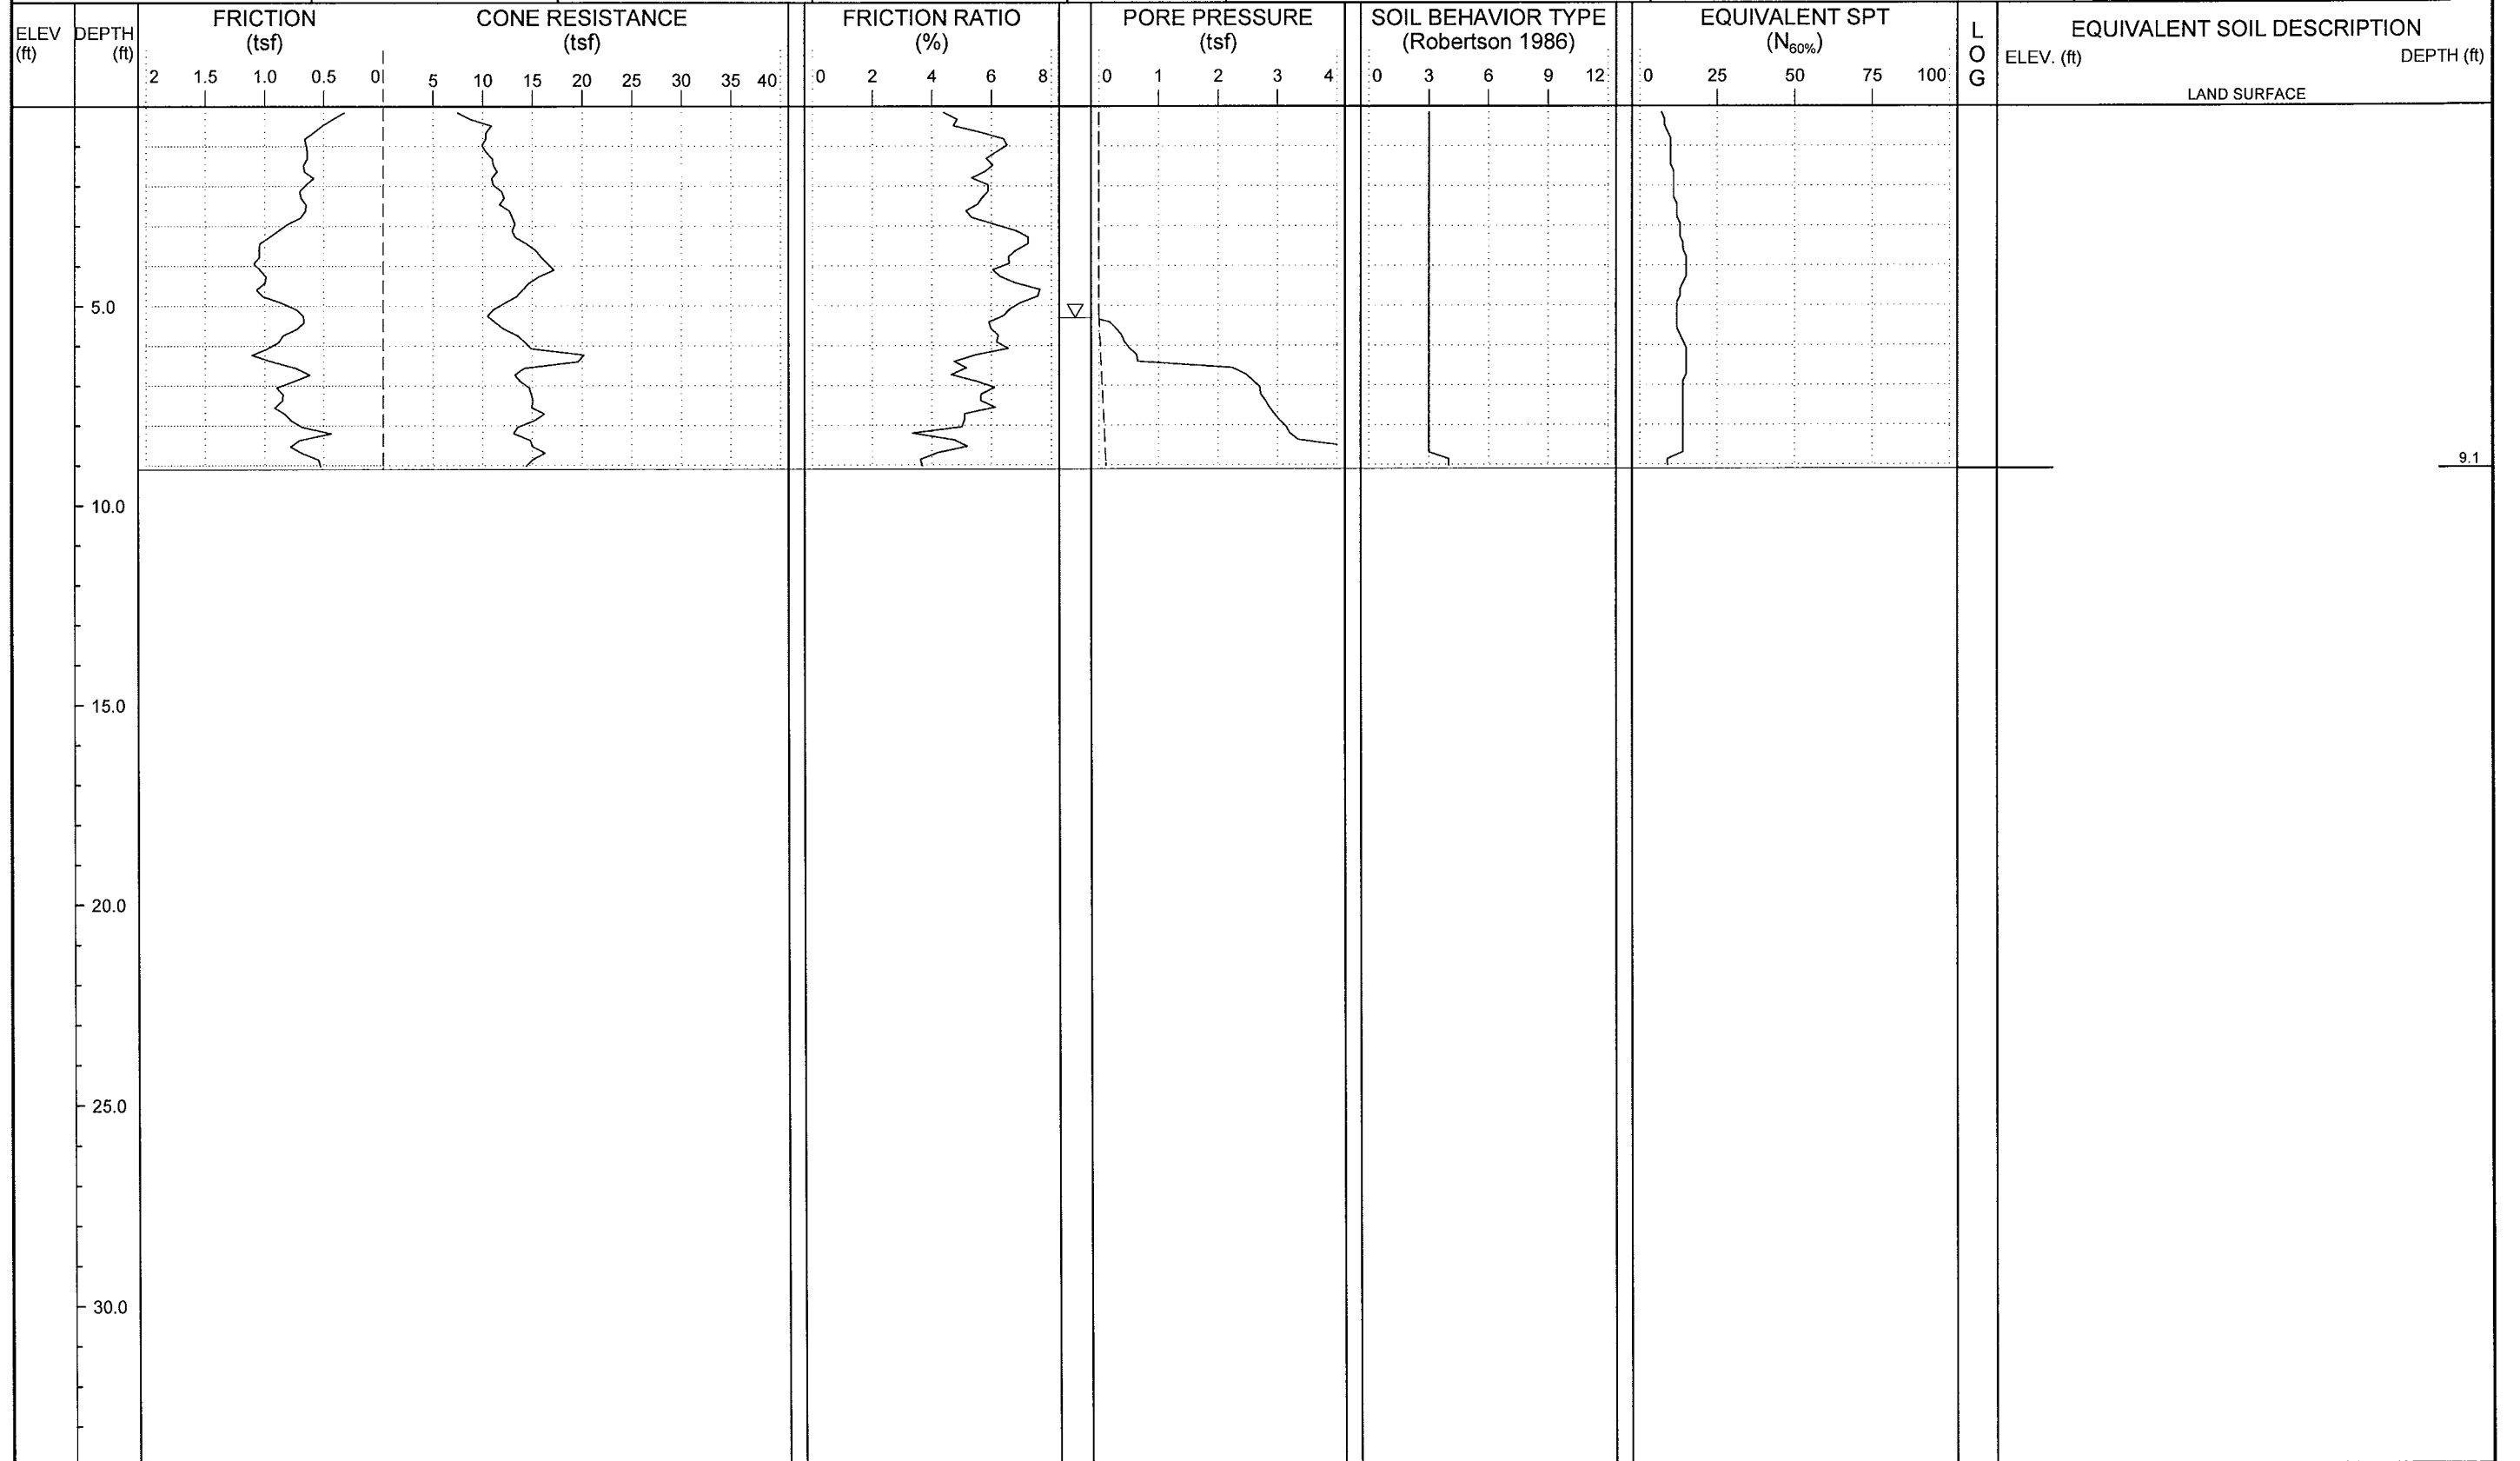 ELEV
(ft)
DEPTH
(ft)
FRICTION
(tsf)
2 1.5 1.0 0.5 0
CONE RESISTANCE
(tsf)
5 10 15 20 25 30 35 40
FRICTION RATIO
(%)
0 2 4 6 8
PORE PRESSURE
(tsf)
0 1 2 3 4
SOIL BEHAVIOR TYPE
(Robertson 1986)
0 3 6 9 12
EQUIVALENT SPT
(N60%)
0 25 50 75 100
L
O
G
EQUIVALENT SOIL DESCRIPTION
ELEV. (ft) DEPTH (ft)
LAND SURFACE
5.0
9.1
10.0
15.0
20.0
25.0
30.0